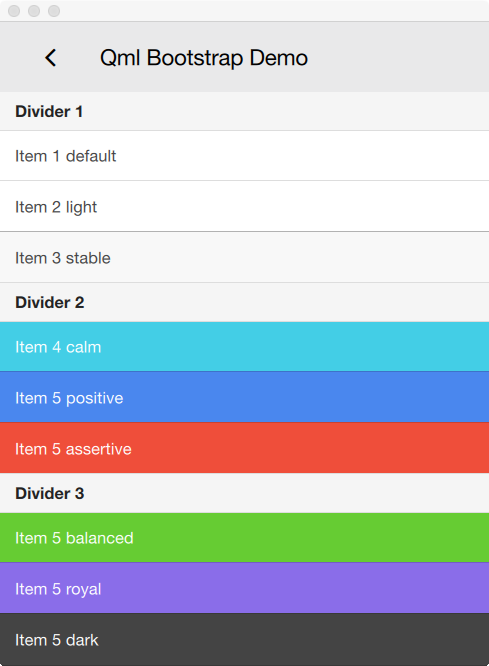 Qml Bootstrap Demo
Divider 1
Item 1 default
Item 2 light
Item 3 stable
Divider 2
Item 4 calm
Item 5 positive
Item 5 assertive
Divider 3
Item 5 balanced
Item 5 royal
Item 5 dark